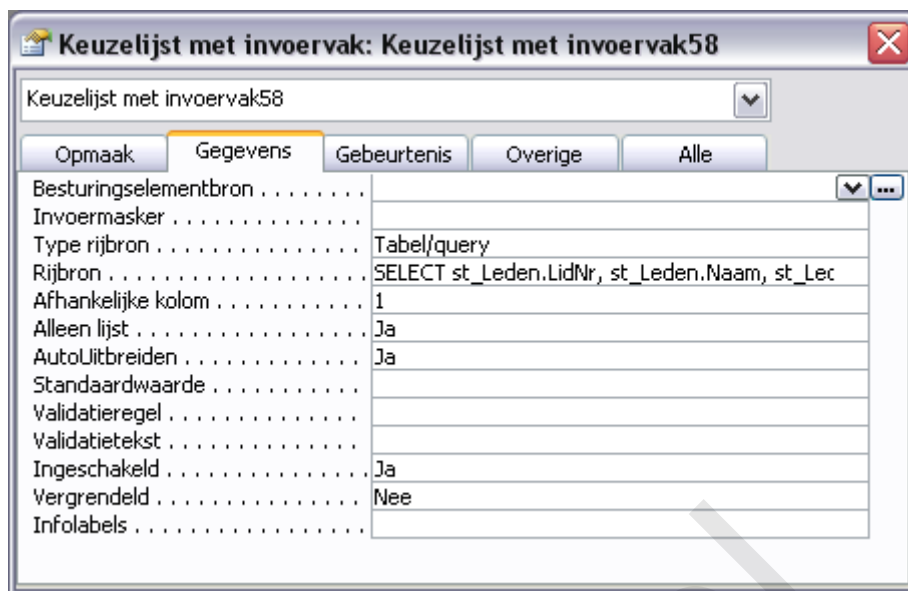 Keuzelijst met invoervak: Keuzelijst met invoervak58
Keuzelijst met invoervak58
Opmaak Gegevens Gebeurtenis Overige Alle
Besturingselementbron . . . . . . . .
Invoermasker . . . . . . . . . . . . . . .
Type rijbron . . . . . . . . . . . . . . . . Tabel/query
Rijbron . . . . . . . . . . . . . . . . . . . . SELECT st_Leden.LidNr, st_Leden.Naam, st_Lec
Afhankelijke kolom . . . . . . . . . . . 1
Alleen lijst . . . . . . . . . . . . . . . . . . Ja
AutoUitbreiden . . . . . . . . . . . . . . Ja
Standaardwaarde . . . . . . . . . . .
Validatieregel . . . . . . . . . . . . . . .
Validatietekst . . . . . . . . . . . . . . .
Ingeschakeld . . . . . . . . . . . . . . . . Ja
Vergrendeld . . . . . . . . . . . . . . . . Nee
Infolabels . . . . . . . . . . . . . . . . . .